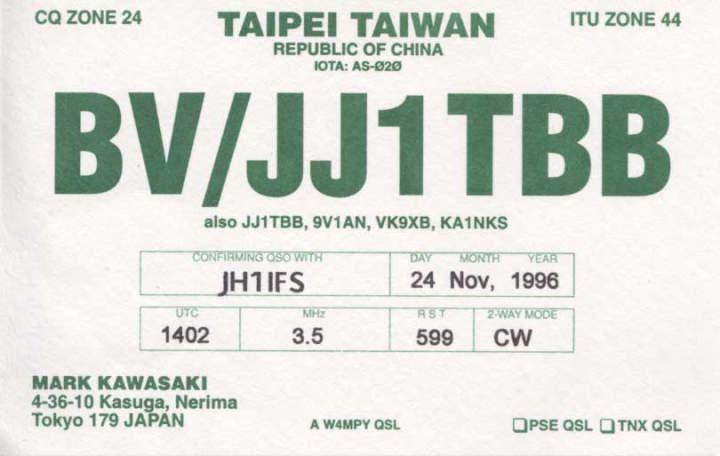 CQ ZONE 24
TAIPEI TAIWAN
ITU ZONE 44
REPUBLIC OF CHINA
IOTA: AS-Ø2Ø
BV/JJ1TBB
also JJ1TBB, 9V1AN, VK9XB, KA1NKS
CONFIRMING QSO WITH DAY MONTH YEAR
JH1IFS 24 Nov, 1996
UTC MHz R S T 2-WAY MODE
1402 3.5 599 CW
MARK KAWASAKI
4-36-10 Kasuga, Nerima
Tokyo 179 JAPAN
A W4MPY QSL
❑PSE QSL ❑TNX QSL